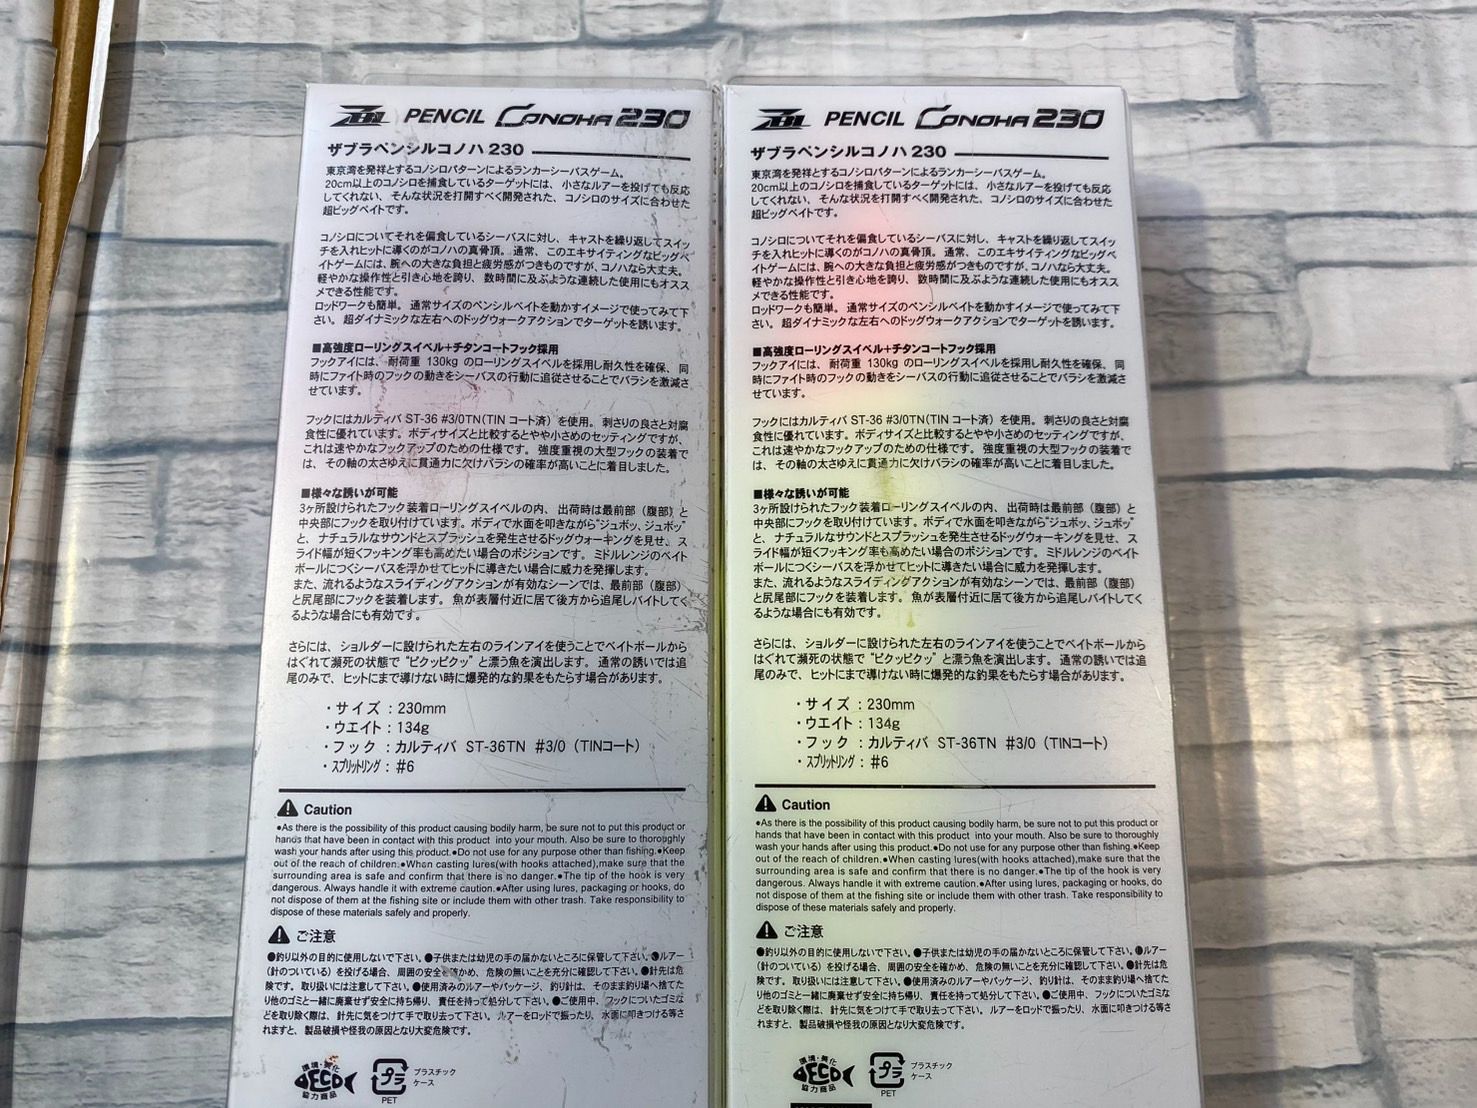 ZBL PENCIL CONOHA 230
ザブラペンシルコノハ 230
東京湾を発祥とするコノシロパターンによるランカーシーバスゲーム。
20cm以上のコノシロを捕食しているターゲットには、小さなルアーを投げても反応
してくれない、そんな状況を打開すべく開発された、コノシロのサイズに合わせた
超ビッグベイトです。
コノシロについてそれを偏食しているシーバスに対し、キャストを繰り返してスイッ
チを入れヒットに導くのがコノハの真骨頂。通常、このエキサイティングなビッグベ
イトゲームには、腕への大きな負担と疲労感がつきものですが、コノハなら大丈夫。
軽やかな操作性と引き心地を誇り、数時間に及ぶような連続した使用にもオスス
メできる性能です。
ロッドワークも簡単。通常サイズのペンシルベイトを動かすイメージで使ってみて下
さい。超ダイナミックな左右へのドッグウォークアクションでターゲットを誘います。
■高強度ローリングスイベル+チタンコートフック採用
フックアイには、耐荷重 130kg のローリングスイベルを採用し耐久性を確保、同
時にファイト時のフックの動きをシーバスの行動に追従させることでバラシを激減さ
せています。
フックにはカルティバ ST-36 #3/0TN(TIN コート済)を使用。刺さりの良さと対腐
食性に優れています。ボディサイズと比較するとやや小さめのセッティングですが、
これは速やかなフックアップのための仕様です。強度重視の大型フックの装着で
は、その軸の太さゆえに貫通力に欠けバラシの確率が高いことに着目しました。
■様々な誘いが可能
3ヶ所設けられたフック装着ローリングスイベルの内、出荷時は最前部(腹部)と
中央部にフックを取り付けています。ボディで水面を叩きながら"ジュボッ、ジュボッ"
と、ナチュラルなサウンドとスプラッシュを発生させるドッグウォーキングを見せ、ス
ライド幅が短くフッキング率も高めたい場合のポジションです。ミドルレンジのベイト
ボールにつくシーバスを浮かせてヒットに導きたい場合に威力を発揮します。
また、流れるようなスライディングアクションが有効なシーンでは、最前部(腹部)
と尻尾部にフックを装着します。魚が表層付近に居て後方から追尾しバイトしてく
るような場合にも有効です。
さらには、ショルダーに設けられた左右のラインアイを使うことでベイトボールから
はぐれて瀕死の状態で"ピクッピクッ"と漂う魚を演出します。通常の誘いでは追
尾のみで、ヒットにまで導けない時に爆発的な釣果をもたらす場合があります。
・サイズ：230mm
・ウエイト：134g
・フック：カルティバ ST-36TN #3/0(TINコート)
・スプリットリング：#6
Caution
●As there is the possibility of this product causing bodily harm, be sure not to put this product or
hands that have been in contact with this product into your mouth. Also be sure to thoroughly
wash your hands after using this product.●Do not use for any purpose other than fishing.●Keep
out of the reach of children.●When casting lures(with hooks attached),make sure that the
surrounding area is safe and confirm that there is no danger.●The tip of the hook is very
dangerous. Always handle it with extreme caution.●After using lures, packaging or hooks, do
not dispose of them at the fishing site or include them with other trash. Take responsibility to
dispose of these materials safely and properly.
ご注意
●釣り以外の目的に使用しないで下さい。●子供または幼児の手の届かないところに保管して下さい。●ルアー
(針のついている)を投げる場合、周囲の安全を確かめ、危険の無いことを充分に確認して下さい。●針先は危
険です。取り扱いには注意して下さい。●使用済みのルアーやパッケージ、釣り針は、そのまま釣り場へ捨てた
り他のゴミと一緒に廃棄せず安全に持ち帰り、責任を持って処分して下さい。●ご使用中、フックについたゴミな
どを取り除く際は、針先に気をつけて手で取り去って下さい。ルアーをロッドで振ったり、水面に叩きつける等さ
れますと、製品破損や怪我の原因となり大変危険です。
環境・美化
ECO
協力商品
プラ
PET
プラスチック
ケース
ZBL PENCIL CONOHA 230
ザブラペンシルコノハ 230
東京湾を発祥とするコノシロパターンによるランカーシーバスゲーム。
20cm以上のコノシロを捕食しているターゲットには、小さなルアーを投げても反応
してくれない、そんな状況を打開すべく開発された、コノシロのサイズに合わせた
超ビッグベイトです。
コノシロについてそれを偏食しているシーバスに対し、キャストを繰り返してスイッ
チを入れヒットに導くのがコノハの真骨頂。通常、このエキサイティングなビッグベ
イトゲームには、腕への大きな負担と疲労感がつきものですが、コノハなら大丈夫。
軽やかな操作性と引き心地を誇り、数時間に及ぶような連続した使用にもオスス
メできる性能です。
ロッドワークも簡単。通常サイズのペンシルベイトを動かすイメージで使ってみて下
さい。超ダイナミックな左右へのドッグウォークアクションでターゲットを誘います。
■高強度ローリングスイベル+チタンコートフック採用
フックアイには、耐荷重 130kg のローリングスイベルを採用し耐久性を確保、同
時にファイト時のフックの動きをシーバスの行動に追従させることでバラシを激減さ
せています。
フックにはカルティバ ST-36 #3/0TN(TIN コート済)を使用。刺さりの良さと対腐
食性に優れています。ボディサイズと比較するとやや小さめのセッティングですが、
これは速やかなフックアップのための仕様です。強度重視の大型フックの装着で
は、その軸の太さゆえに貫通力に欠けバラシの確率が高いことに着目しました。
■様々な誘いが可能
3ヶ所設けられたフック装着ローリングスイベルの内、出荷時は最前部(腹部)と
中央部にフックを取り付けています。ボディで水面を叩きながら"ジュボッ、ジュボッ"
と、ナチュラルなサウンドとスプラッシュを発生させるドッグウォーキングを見せ、ス
ライド幅が短くフッキング率も高めたい場合のポジションです。ミドルレンジのベイト
ボールにつくシーバスを浮かせてヒットに導きたい場合に威力を発揮します。
また、流れるようなスライディングアクションが有効なシーンでは、最前部(腹部)
と尻尾部にフックを装着します。魚が表層付近に居て後方から追尾しバイトしてく
るような場合にも有効です。
さらには、ショルダーに設けられた左右のラインアイを使うことでベイトボールから
はぐれて瀕死の状態で"ピクッピクッ"と漂う魚を演出します。通常の誘いでは追
尾のみで、ヒットにまで導けない時に爆発的な釣果をもたらす場合があります。
・サイズ：230mm
・ウエイト：134g
・フック：カルティバ ST-36TN #3/0(TINコート)
・スプリットリング：#6
Caution
●As there is the possibility of this product causing bodily harm, be sure not to put this product or
hands that have been in contact with this product into your mouth. Also be sure to thoroughly
wash your hands after using this product.●Do not use for any purpose other than fishing.●Keep
out of the reach of children.●When casting lures(with hooks attached),make sure that the
surrounding area is safe and confirm that there is no danger.●The tip of the hook is very
dangerous. Always handle it with extreme caution.●After using lures, packaging or hooks, do
not dispose of them at the fishing site or include them with other trash. Take responsibility to
dispose of these materials safely and properly.
ご注意
●釣り以外の目的に使用しないで下さい。●子供または幼児の手の届かないところに保管して下さい。●ルアー
(針のついている)を投げる場合、周囲の安全を確かめ、危険の無いことを充分に確認して下さい。●針先は危
険です。取り扱いには注意して下さい。●使用済みのルアーやパッケージ、釣り針は、そのまま釣り場へ捨てた
り他のゴミと一緒に廃棄せず安全に持ち帰り、責任を持って処分して下さい。●ご使用中、フックについたゴミな
どを取り除く際は、針先に気をつけて手で取り去って下さい。ルアーをロッドで振ったり、水面に叩きつける等さ
れますと、製品破損や怪我の原因となり大変危険です。
環境・美化
ECO
協力商品
プラ
PET
プラスチック
ケース